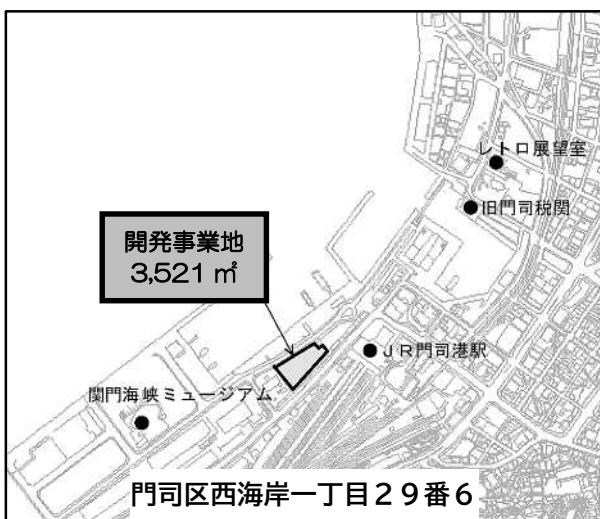 レトロ展望室
旧門司税関
開発事業地
3,521 ㎡
JR門司港駅
関門海峡ミュージアム
門司区西海岸一丁目29番6